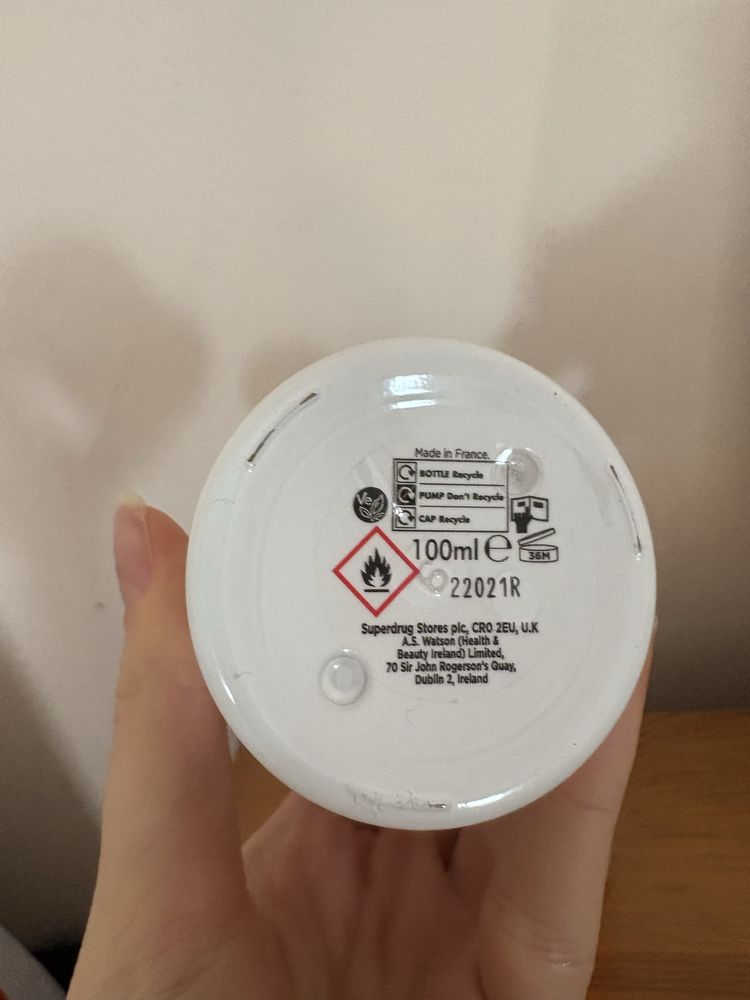 Made in France.
BOTTLE Recycle
PUMP Don't Recycle
CAP Recycle
Ve
100ml e
36M
22021R
Superdrug Stores plc, CR0 2EU, U.K
A.S. Watson (Health &
Beauty Ireland) Limited,
70 Sir John Rogerson's Quay,
Dublin 2, Ireland